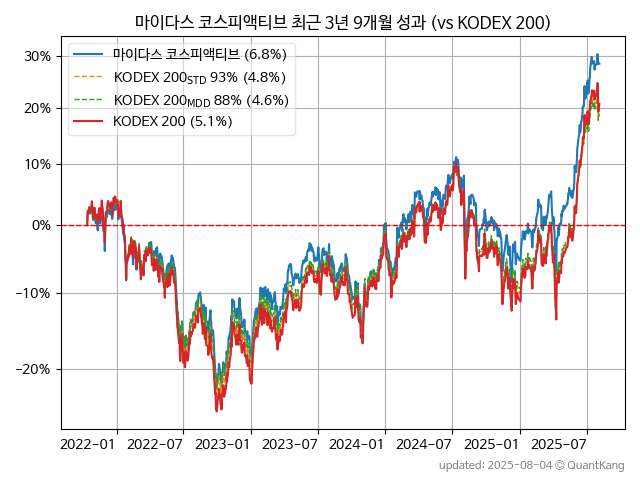 마이다스 코스피액티브 최근 3년 9개월 성과 (vs KODEX 200)
마이다스 코스피액티브 (6.8%)
KODEX 200STD 93% (4.8%)
KODEX 200MDD 88% (4.6%)
KODEX 200 (5.1%)
30%
20%
10%
0%
−10%
−20%
2022-01 2022-07 2023-01 2023-07 2024-01 2024-07 2025-01 2025-07
updated: 2025-08-04 © QuantKang